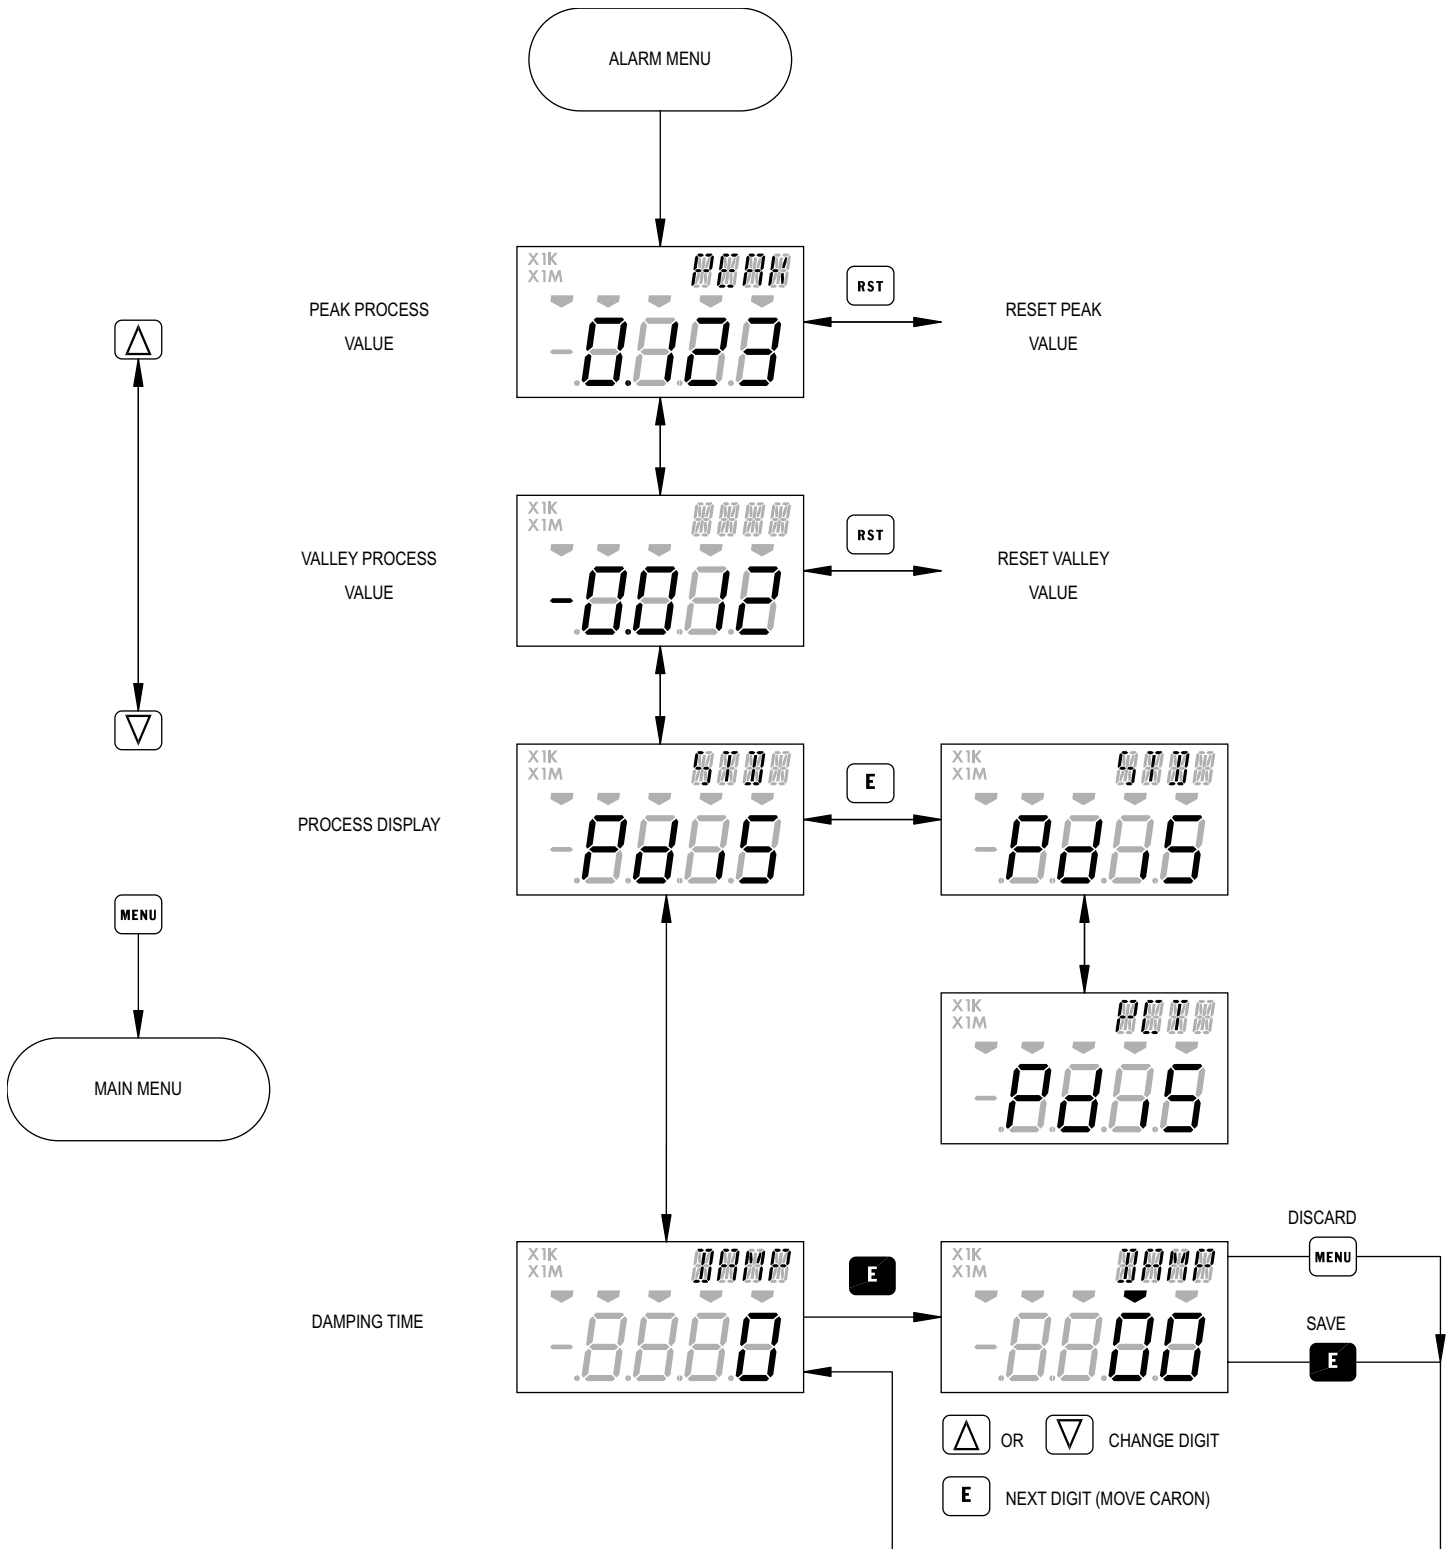 ALARM MENU
X1K
X1M
PEAK
0.123
PEAK PROCESS
VALUE
RST
RESET PEAK
VALUE
X1K
X1M
-0.012
VALLEY PROCESS
VALUE
RST
RESET VALLEY
VALUE
X1K
X1M
STD
PdiS
PROCESS DISPLAY
E
X1K
X1M
STD
PdiS
MENU
MAIN MENU
X1K
X1M
PCT
PdiS
X1K
X1M
DAMP
0
DAMPING TIME
E
X1K
X1M
DAMP
00
DISCARD
MENU
SAVE
E
OR
CHANGE DIGIT
E
NEXT DIGIT (MOVE CARON)